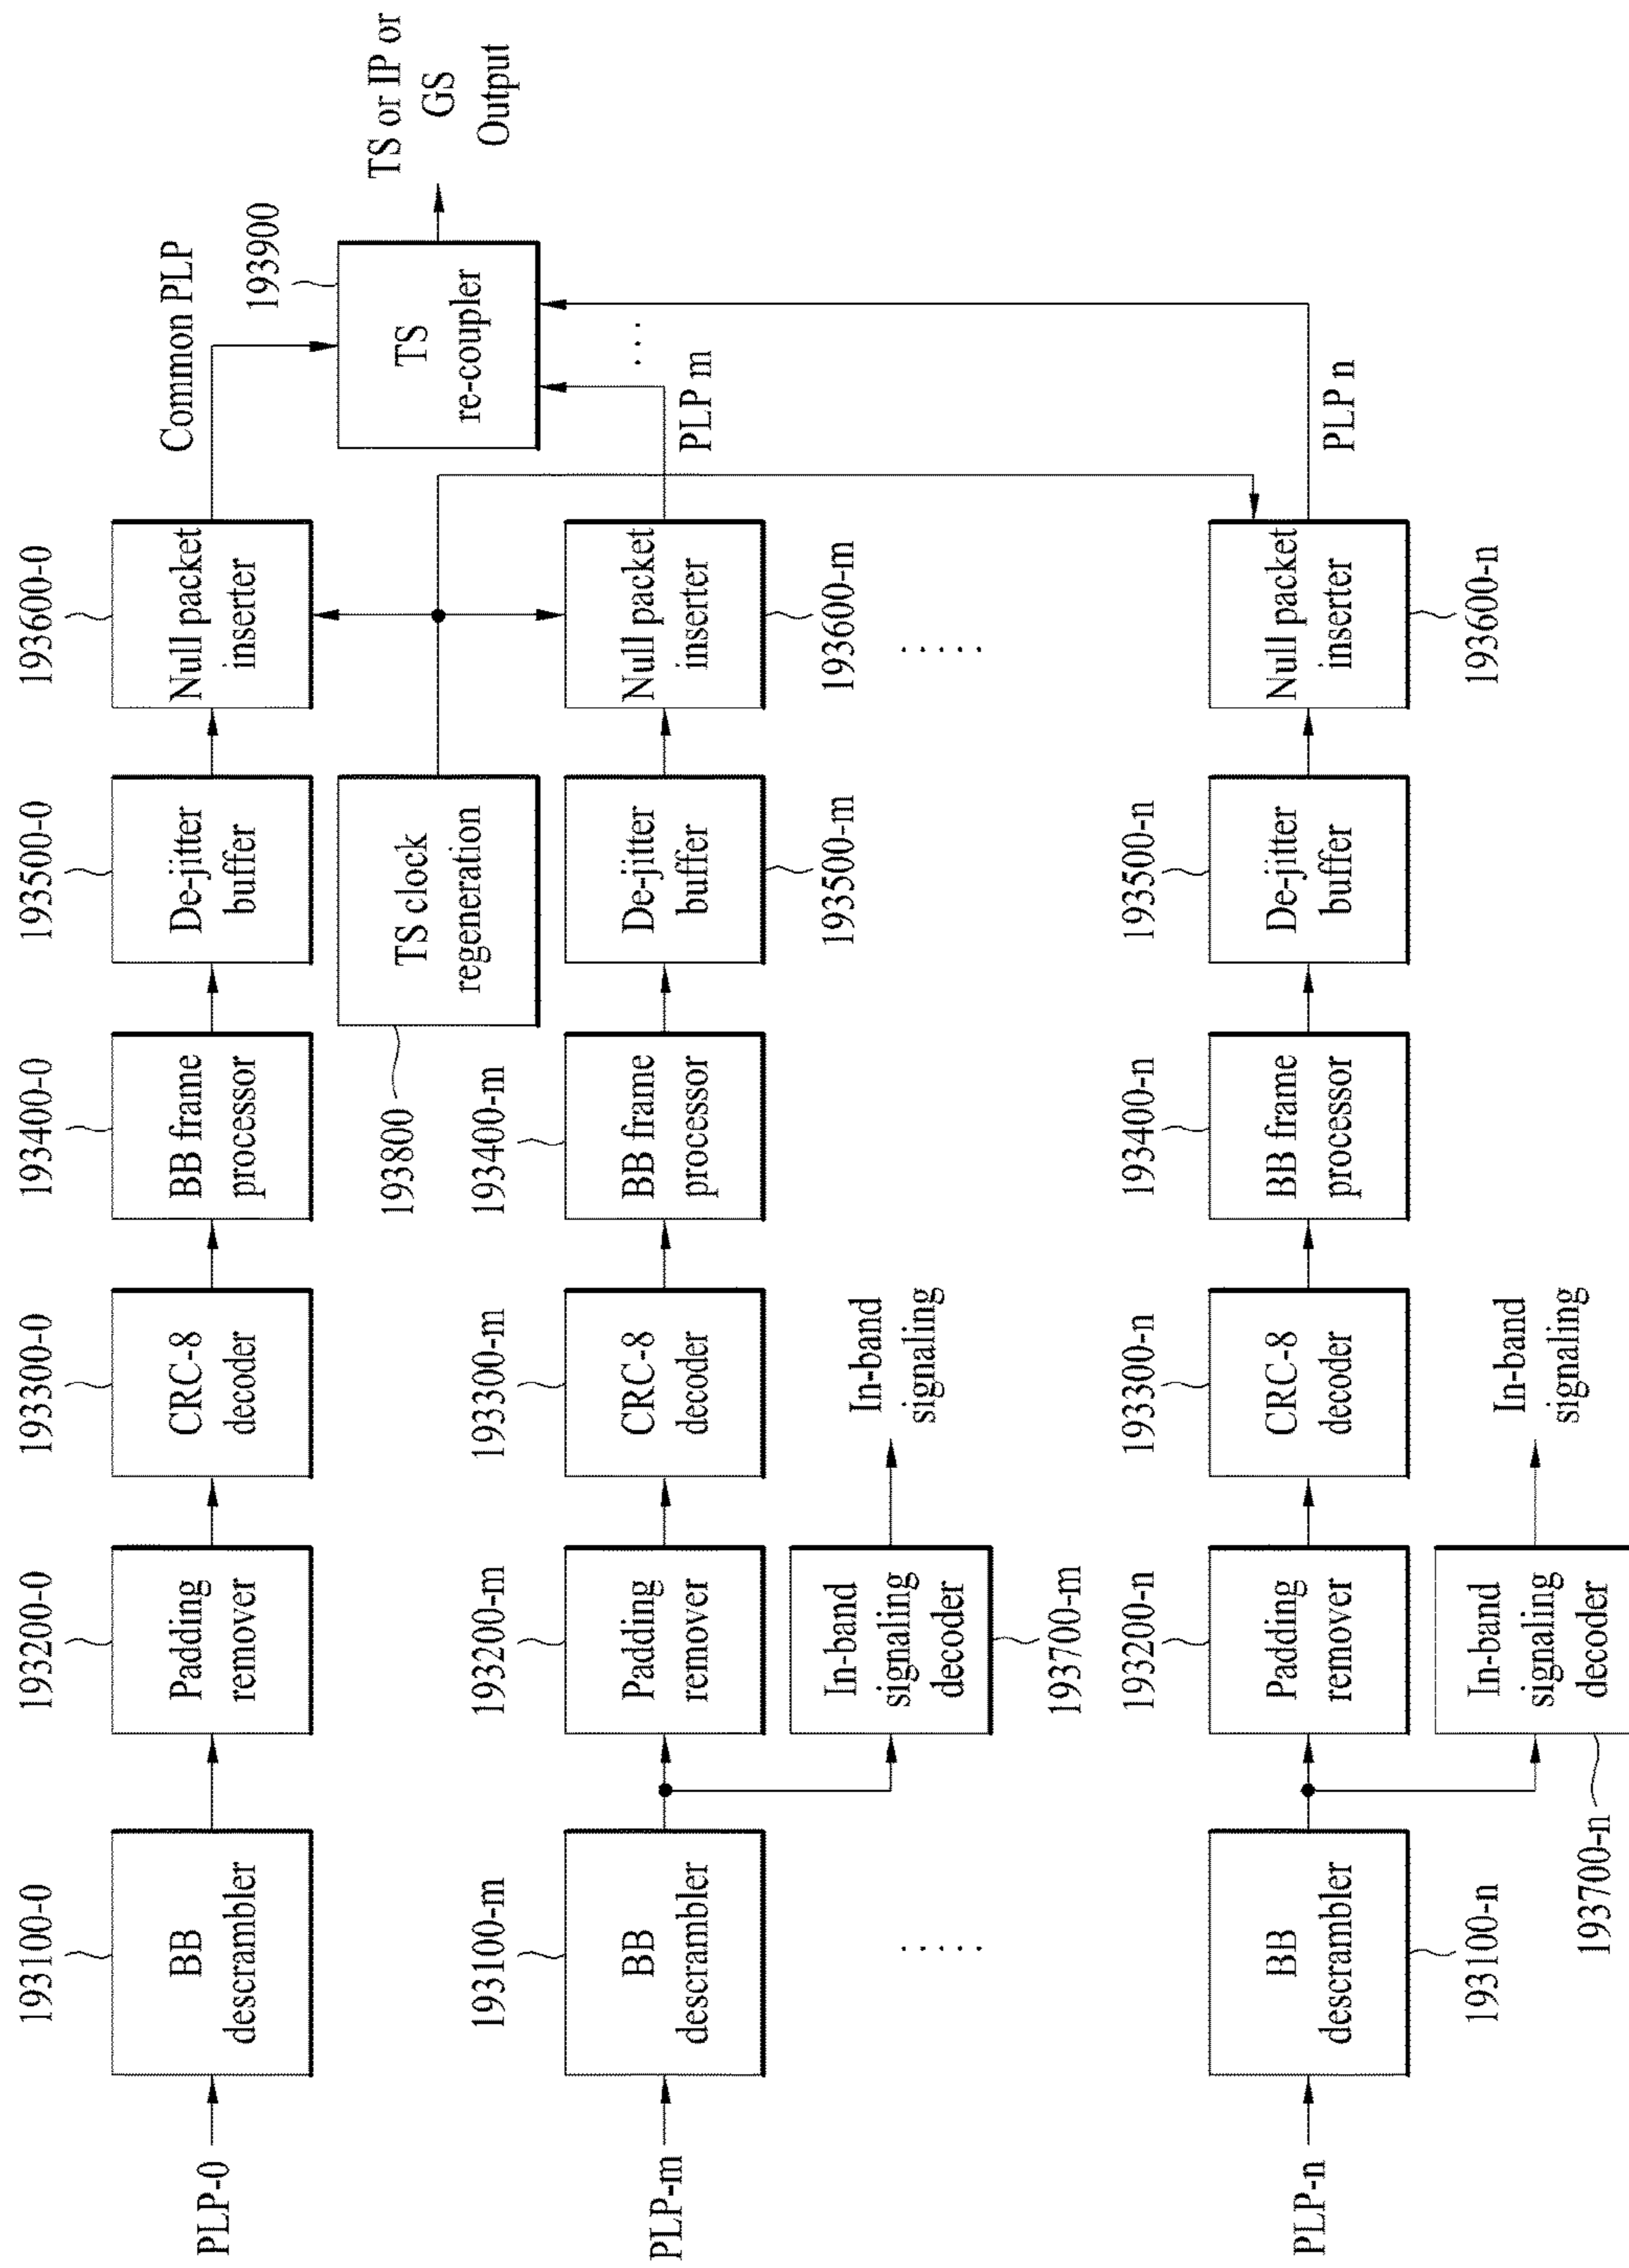 193100-0
193200-0
193300-0
193400-0
193500-0
193600-0
PLP-0
BB
descrambler
Padding
remover
CRC-8
decoder
BB frame
processor
De-jitter
buffer
Null packet
inserter
Common PLP
193800
TS clock
regeneration
193900
TS
re-coupler
TS or IP or
GS
Output
193100-m
193200-m
193300-m
193400-m
PLP-m
BB
descrambler
Padding
remover
CRC-8
decoder
BB frame
processor
De-jitter
buffer
Null packet
inserter
PLP m
. . . .
193500-m
193600-m
In-band
signaling
decoder
In-band
signaling
193700-m
. . . . .
. . . . .
193200-n
193300-n
193400-n
193500-n
PLP-n
BB
descrambler
Padding
remover
CRC-8
decoder
BB frame
processor
De-jitter
buffer
Null packet
inserter
PLP n
193100-n
193600-n
In-band
signaling
decoder
In-band
signaling
193700-n